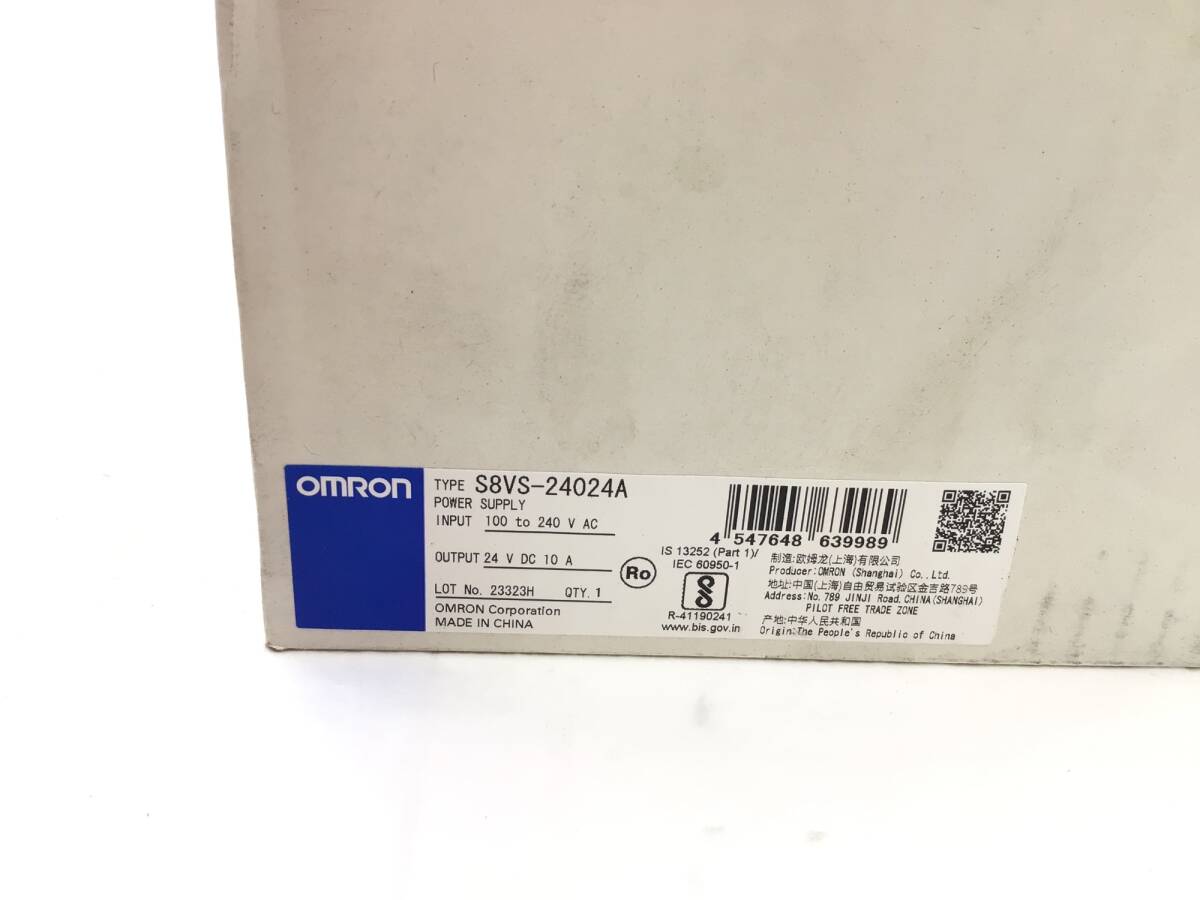 OMRON
TYPE S8VS-24024A
POWER SUPPLY
INPUT 100 to 240 V AC
OUTPUT 24 V DC 10 A
LOT No. 23323H QTY. 1
OMRON Corporation
MADE IN CHINA
Ro
IS 13252 (Part 1)/
IEC 60950-1
R-41190241
www.bis.gov.in
4 547648 639989
制造:欧姆龙(上海)有限公司
Producer:OMRON (Shanghai) Co.,Ltd.
地址:中国(上海)自由贸易试验区金吉路789号
Address:No.789 JINJI Road,CHINA(SHANGHAI)
PILOT FREE TRADE ZONE
产地:中华人民共和国
Origin:The People's Republic of China